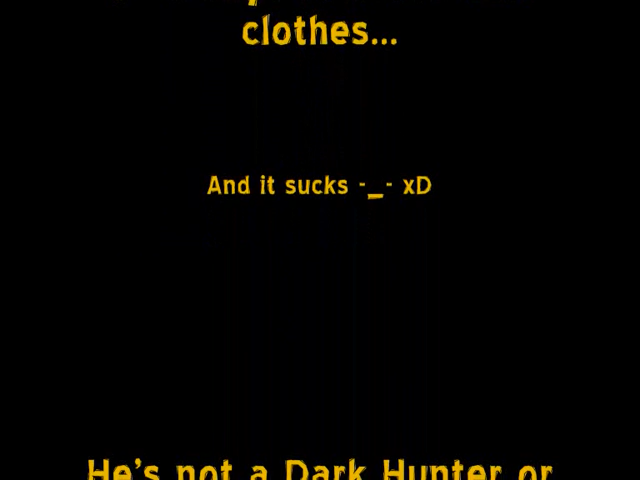 clothes...
And it sucks -_- xD
He's not a Dark Hunter or